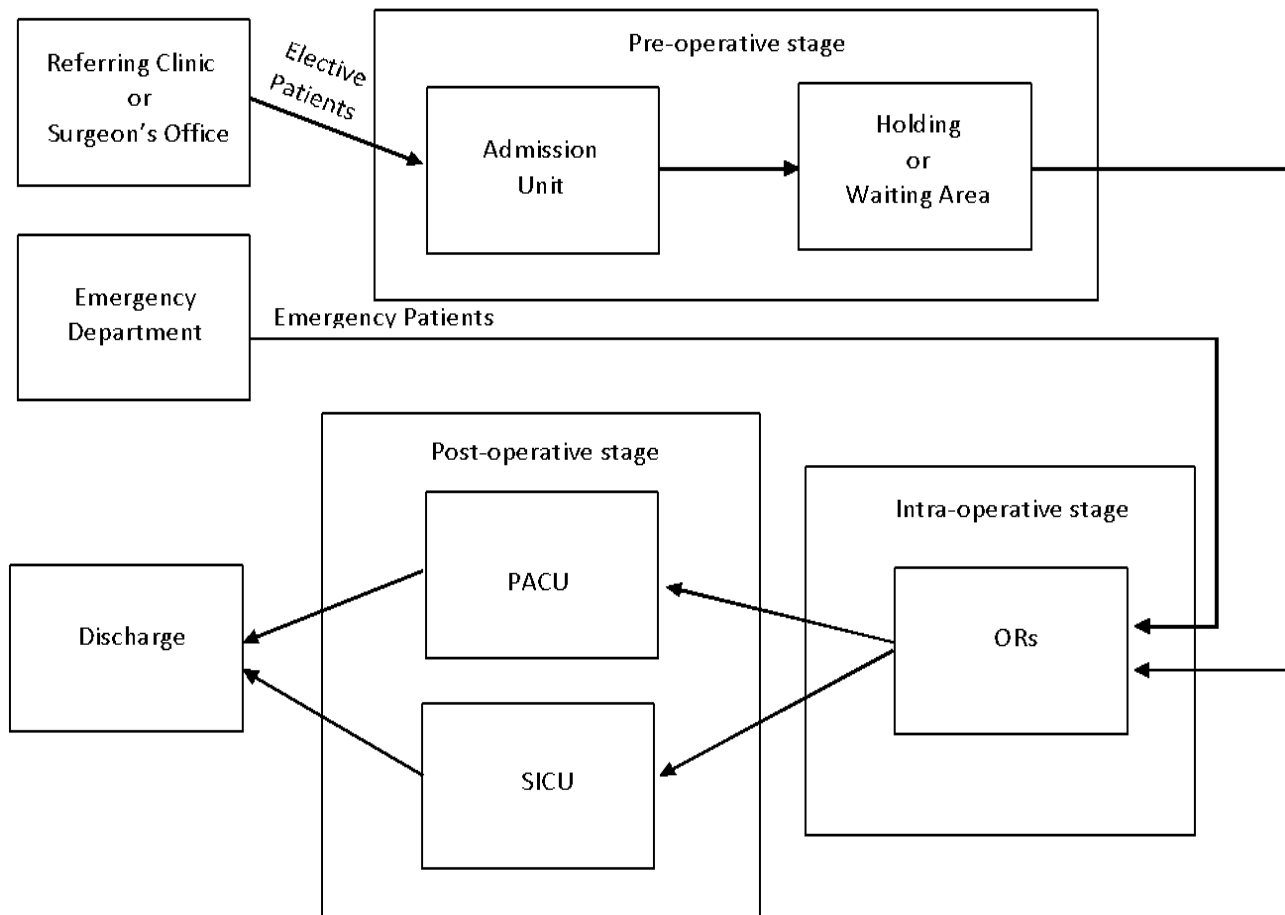 Referring Clinic
or
Surgeon's Office
Elective
Patients
Pre-operative stage
Admission
Unit
Holding
or
Waiting Area
Emergency
Department
Emergency Patients
Post-operative stage
PACU
SICU
Intra-operative stage
ORs
Discharge